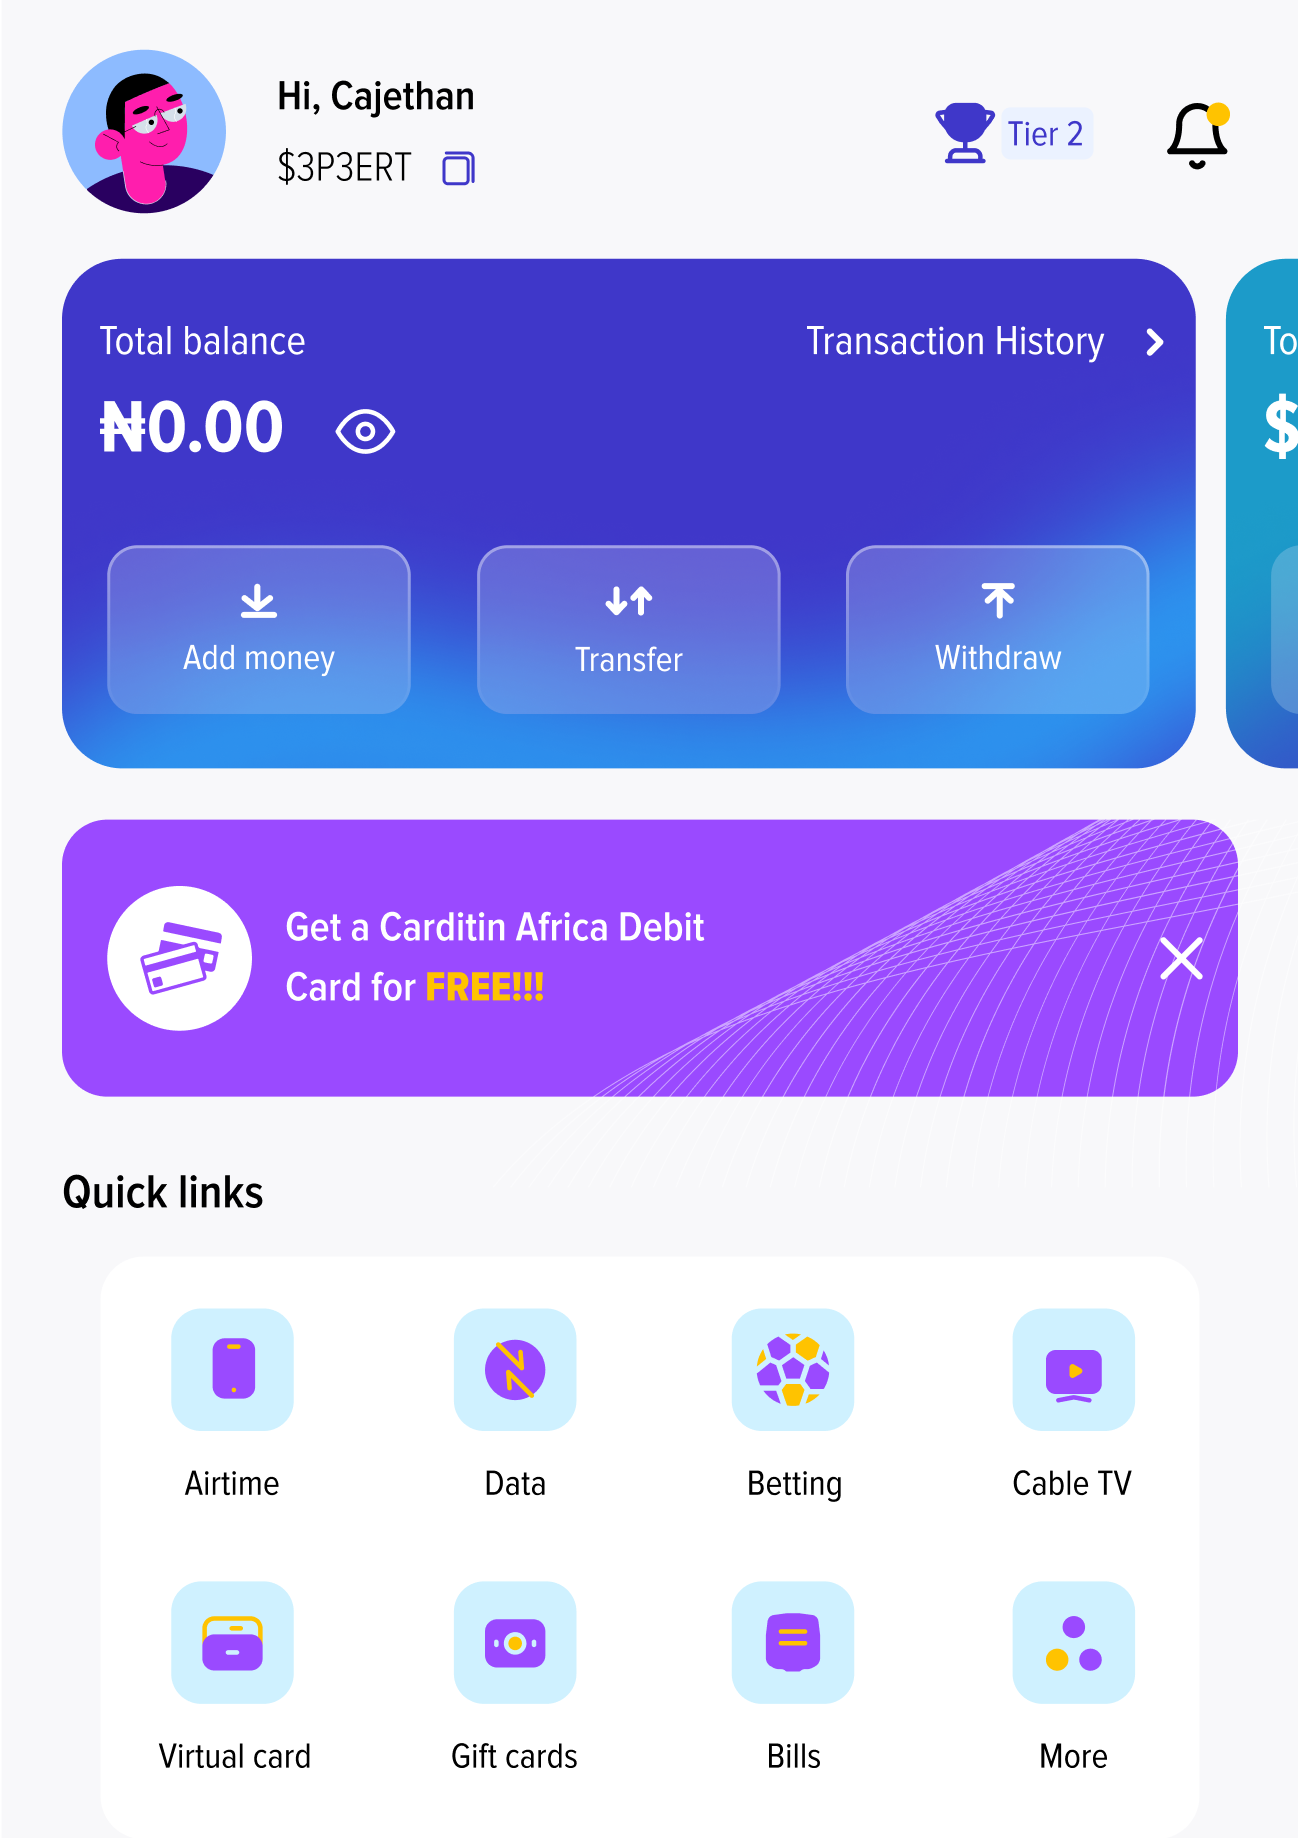 Hi, Cajethan
$3P3ERT
Tier 2
Total balance
Transaction History
₦0.00
Add money
Transfer
Withdraw
To
$
Get a Carditin Africa Debit
Card for FREE!!!
Quick links
Airtime
Data
Betting
Cable TV
Virtual card
Gift cards
Bills
More